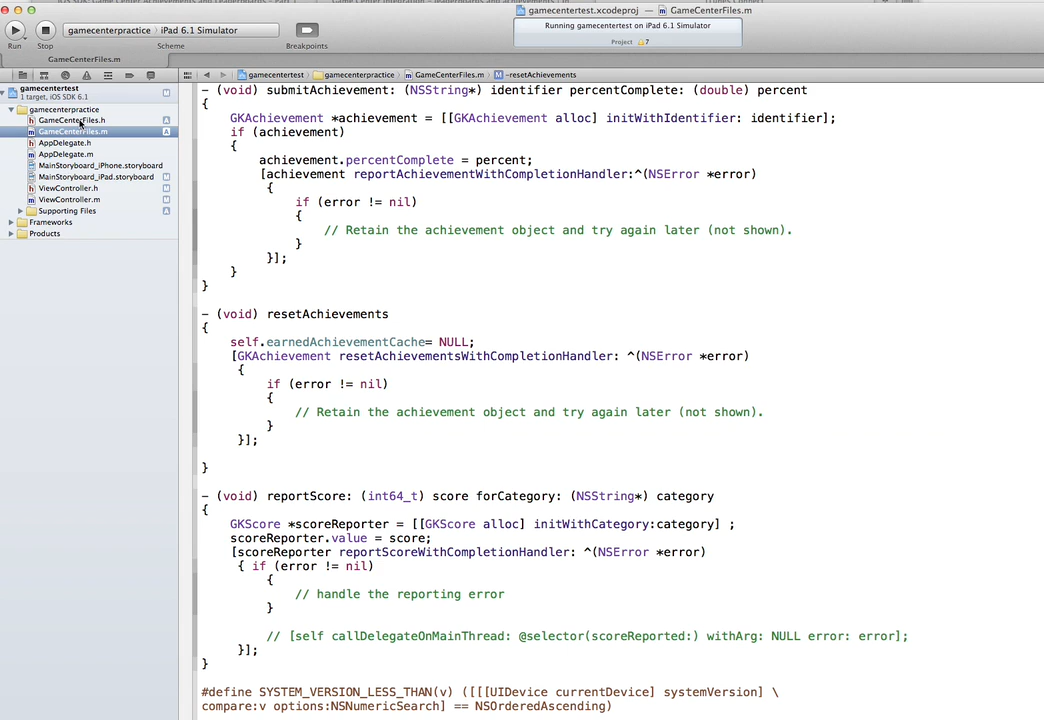 gamecentertest.xcodeproj — GameCenterFiles.m
gamecenterpractice › iPad 6.1 Simulator
Running gamecentertest on iPad 6.1 Simulator
Project 7
Run Stop Scheme Breakpoints
GameCenterFiles.m
gamecentertest › gamecenterpractice › m GameCenterFiles.m › M -resetAchievements
gamecentertest M
1 target, iOS SDK 6.1
gamecenterpractice
h GameCenterFiles.h A
m GameCenterFiles.m A
h AppDelegate.h
m AppDelegate.m
MainStoryboard_iPhone.storyboard
MainStoryboard_iPad.storyboard M
h ViewController.h M
m ViewController.m M
Supporting Files A
Frameworks
Products
- (void) submitAchievement: (NSString*) identifier percentComplete: (double) percent
{
GKAchievement *achievement = [[GKAchievement alloc] initWithIdentifier: identifier];
if (achievement)
{
achievement.percentComplete = percent;
[achievement reportAchievementWithCompletionHandler:^(NSError *error)
{
if (error != nil)
{
// Retain the achievement object and try again later (not shown).
}
}];
}
}
- (void) resetAchievements
{
self.earnedAchievementCache= NULL;
[GKAchievement resetAchievementsWithCompletionHandler: ^(NSError *error)
{
if (error != nil)
{
// Retain the achievement object and try again later (not shown).
}
}];
}
- (void) reportScore: (int64_t) score forCategory: (NSString*) category
{
GKScore *scoreReporter = [[GKScore alloc] initWithCategory:category] ;
scoreReporter.value = score;
[scoreReporter reportScoreWithCompletionHandler: ^(NSError *error)
{ if (error != nil)
{
// handle the reporting error
}
// [self callDelegateOnMainThread: @selector(scoreReported:) withArg: NULL error: error];
}];
}
#define SYSTEM_VERSION_LESS_THAN(v) ([[[UIDevice currentDevice] systemVersion] \
compare:v options:NSNumericSearch] == NSOrderedAscending)